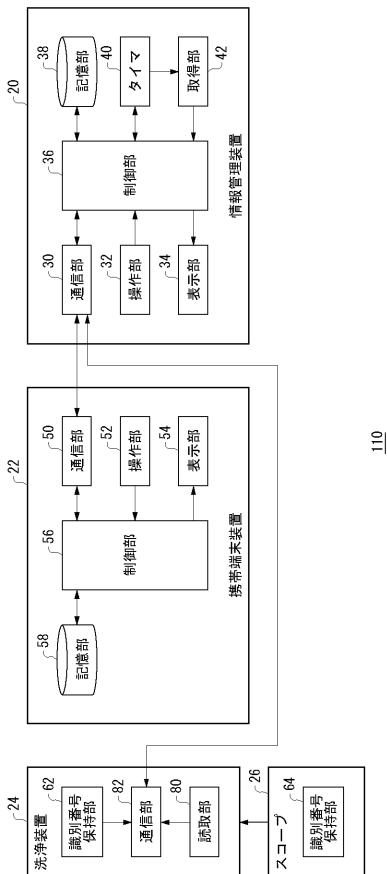 24
洗浄装置
62
識別番号
保持部
82
通信部
80
読取部
26
スコープ
64
識別番号
保持部
22
58
記憶部
56
制御部
50
通信部
52
操作部
54
表示部
携帯端末装置
20
30
通信部
32
操作部
34
表示部
36
制御部
38
記憶部
40
タイマ
42
取得部
情報管理装置
110